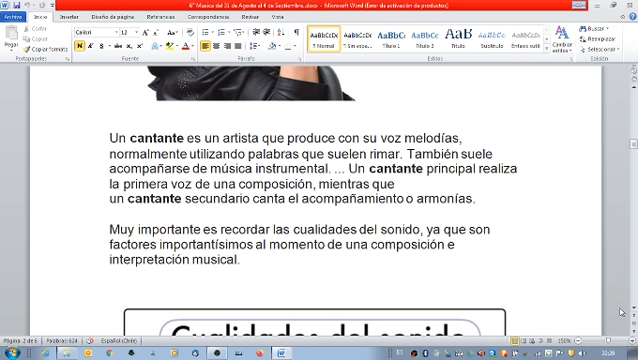 6° Musica del 31 de Agosto al 4 de Septiembre..docx - Microsoft Word (Error de activación de productos)
Archivo Inicio Insertar Diseño de página Referencias Correspondencia Revisar Vista
Cortar
Copiar
Copiar formato
Pegar
Portapapeles
Calibri 12
Fuente
Párrafo
AaBbCcDc AaBbCcDc AaBbCc AaBbCc AaB AaBbCc AaBbCcDc
T Normal T Sin espa... Título 1 Título 2 Título Subtítulo Énfasis sutil
Estilos
Cambiar estilos
Buscar
Reemplazar
Seleccionar
Edición
Un cantante es un artista que produce con su voz melodías,
normalmente utilizando palabras que suelen rimar. También suele
acompañarse de música instrumental. ... Un cantante principal realiza
la primera voz de una composición, mientras que
un cantante secundario canta el acompañamiento o armonías.
Muy importante es recordar las cualidades del sonido, ya que son
factores importantísimos al momento de una composición e
interpretación musical.
Cualidades del sonido
Página: 2 de 6 Palabras: 624 Español (Chile) 150%
ES 20:29